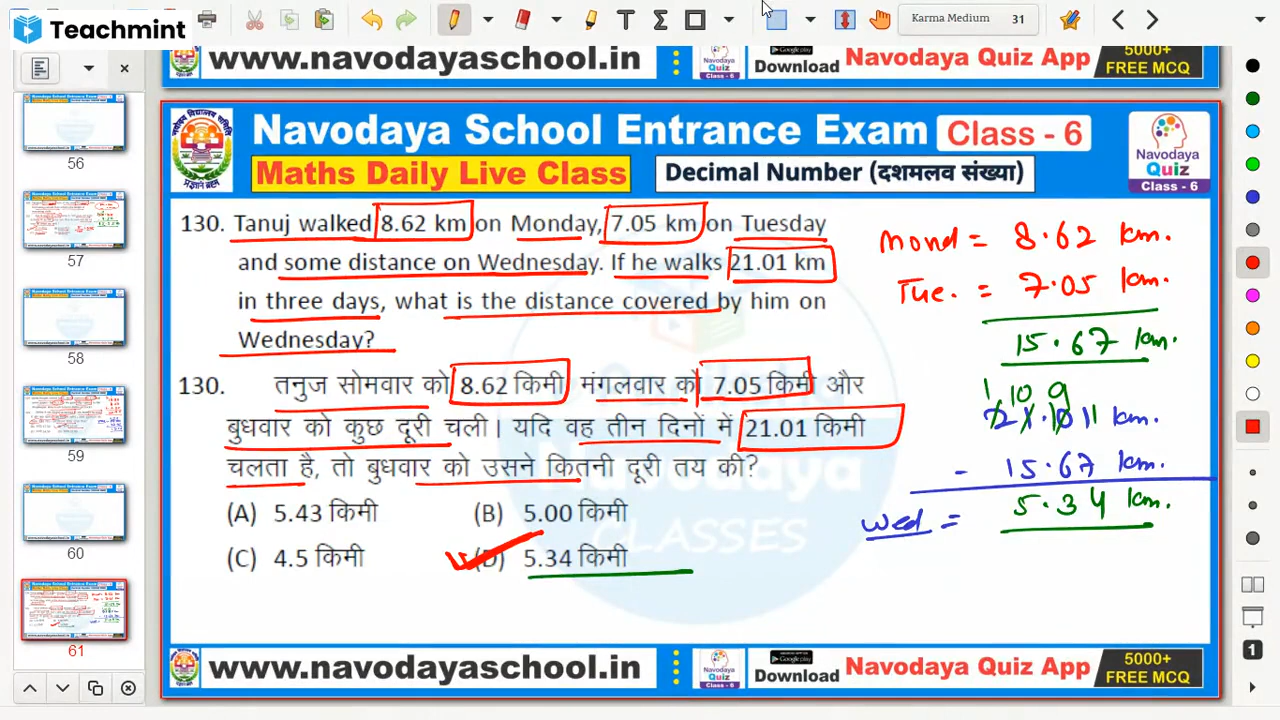 Teachmint
Karma Medium 31
www.navodayaschool.in
Download
Navodaya Quiz App
5000+
FREE MCQ
56
57
58
59
60
61
Navodaya School Entrance Exam Class - 6
Maths Daily Live Class
Decimal Number (दशमलव संख्या)
Navodaya
Quiz
Class - 6
130. Tanuj walked 8.62 km on Monday, 7.05 km on Tuesday
and some distance on Wednesday. If he walks 21.01 km
in three days, what is the distance covered by him on
Wednesday?
130. तनुज सोमवार को 8.62 किमी मंगलवार को 7.05 किमी और
बुधवार को कुछ दूरी चली। यदि वह तीन दिनों में 21.01 किमी
चलता है, तो बुधवार को उसने कितनी दूरी तय की?
(A) 5.43 किमी (B) 5.00 किमी
(C) 4.5 किमी (D) 5.34 किमी
Mond = 8.62 km.
Tue. = 7.05 km.
15.67 km.
1 10 9
21.011 km.
- 15.67 km.
Wed = 5.34 km.
CLASSES
www.navodayaschool.in
Download
Navodaya Quiz App
5000+
FREE MCQ
1